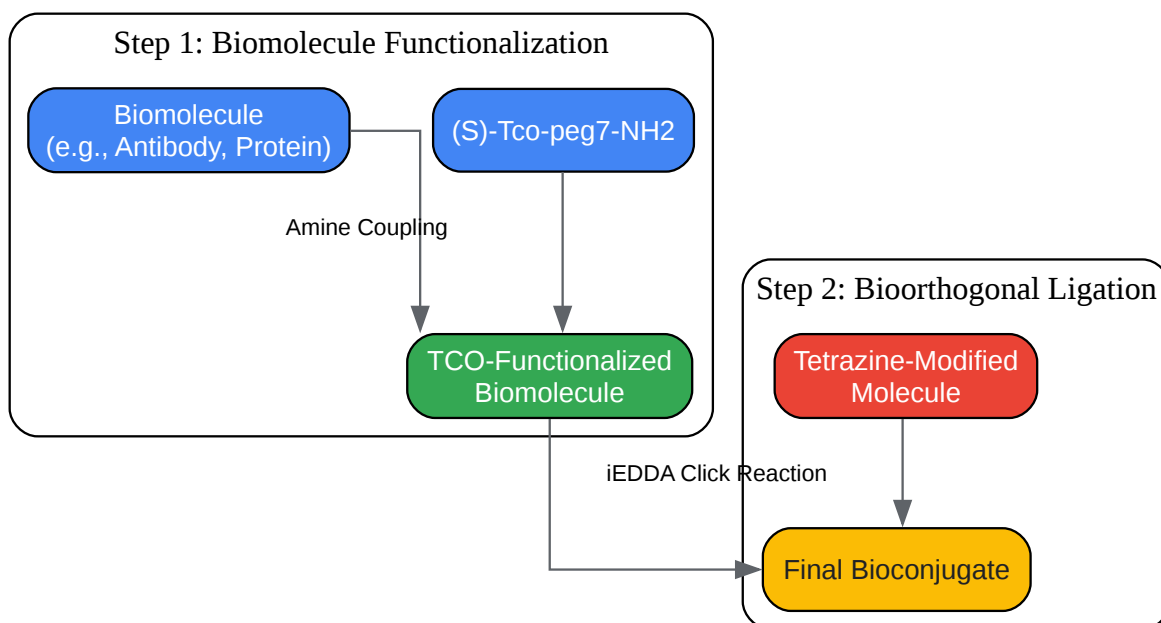 Step 1: Biomolecule Functionalization
Biomolecule
(e.g., Antibody, Protein)
(S)-Tco-peg7-NH2
Amine Coupling
TCO-Functionalized
Biomolecule
Step 2: Bioorthogonal Ligation
Tetrazine-Modified
Molecule
iEDDA Click Reaction
Final Bioconjugate